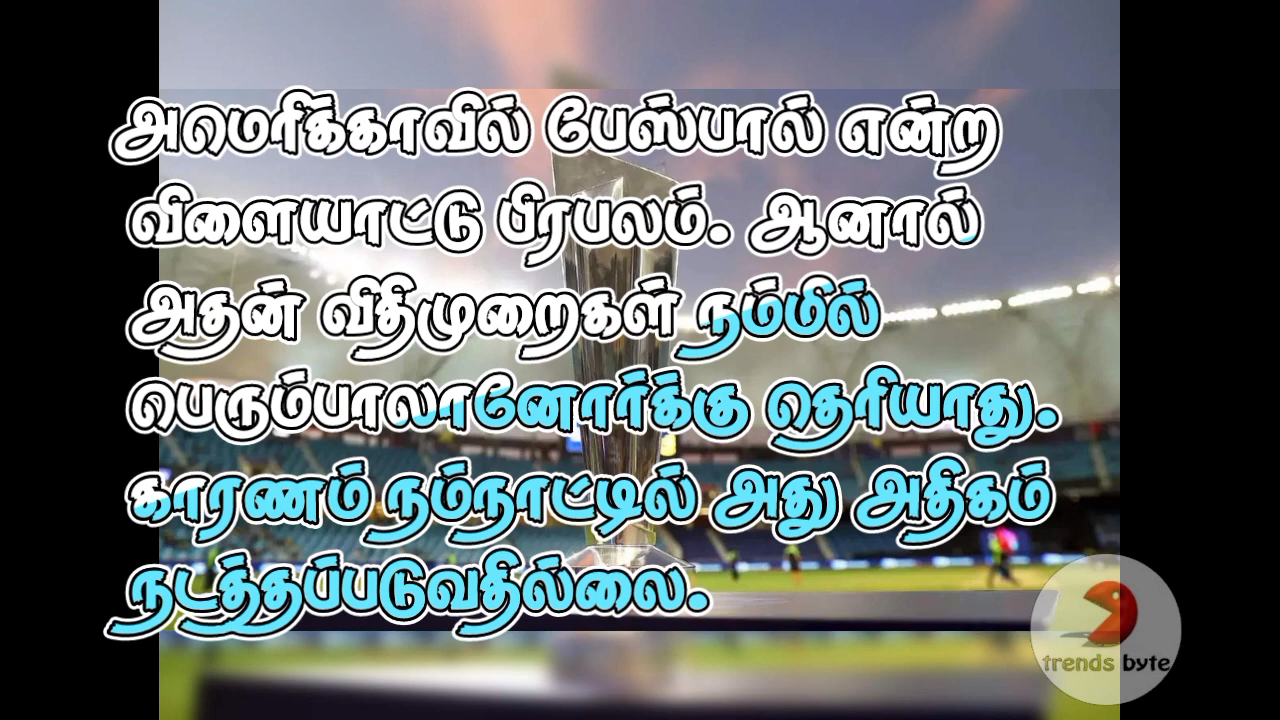 அமெரிக்காவில் பேஸ்பால் என்ற
விளையாட்டு பிரபலம். ஆனால்
அதன் விதிமுறைகள் நம்மில்
பெரும்பாலானோர்க்கு தெரியாது.
காரணம் நம்நாட்டில் அது அதிகம்
நடத்தப்படுவதில்லை.
trends byte